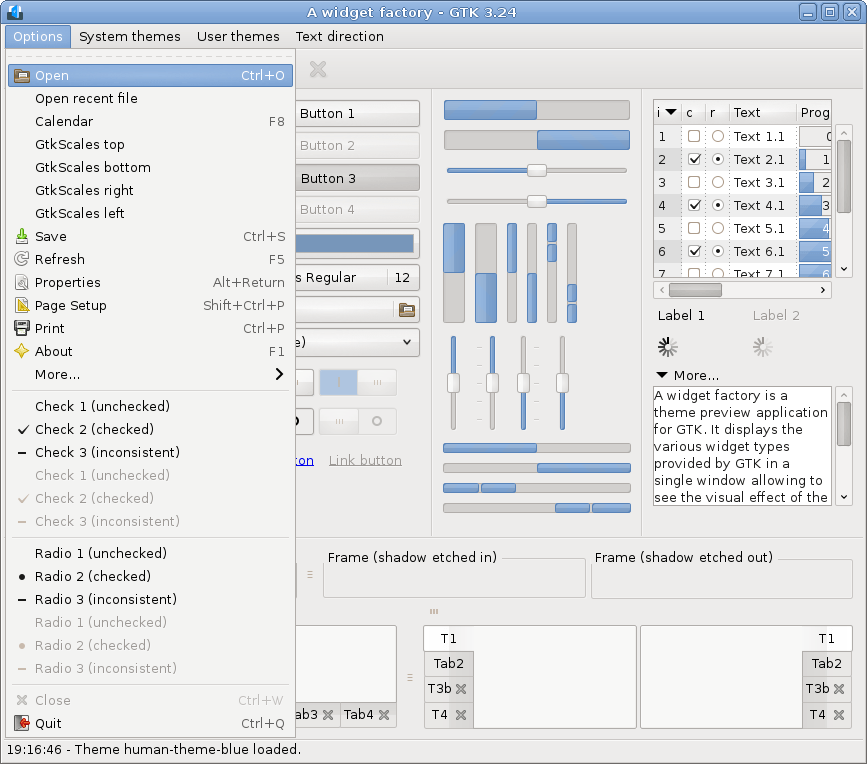 A widget factory - GTK 3.24
Options System themes User themes Text direction
Open Ctrl+O
Open recent file
Calendar F8
GtkScales top
GtkScales bottom
GtkScales right
GtkScales left
Save Ctrl+S
Refresh F5
Properties Alt+Return
Page Setup Shift+Ctrl+P
Print Ctrl+P
About F1
More...
Check 1 (unchecked)
Check 2 (checked)
Check 3 (inconsistent)
Check 1 (unchecked)
Check 2 (checked)
Check 3 (inconsistent)
Radio 1 (unchecked)
Radio 2 (checked)
Radio 3 (inconsistent)
Radio 1 (unchecked)
Radio 2 (checked)
Radio 3 (inconsistent)
Close Ctrl+W
Quit Ctrl+Q
Button 1
Button 2
Button 3
Button 4
s Regular 12
e)
on Link button
i c r Text Prog
1 Text 1.1 0
2 Text 2.1 1
3 Text 3.1 2
4 Text 4.1 3
5 Text 5.1 4
6 Text 6.1 5
7 Text 7.1 6
Label 1 Label 2
More...
A widget factory is a
theme preview application
for GTK. It displays the
various widget types
provided by GTK in a
single window allowing to
see the visual effect of the
Frame (shadow etched in) Frame (shadow etched out)
ab3 Tab4
T1
Tab2
T3b
T4
T1
Tab2
T3b
T4
19:16:46 - Theme human-theme-blue loaded.